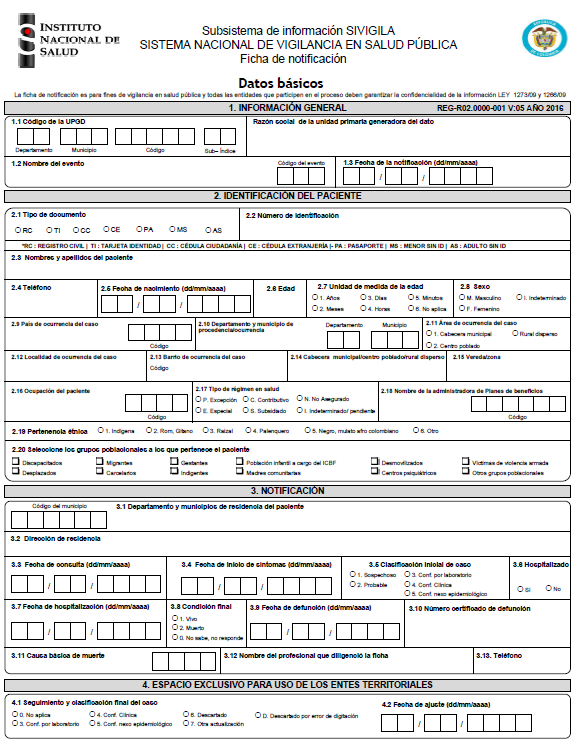 INSTITUTO
NACIONAL DE
SALUD
Subsistema de información SIVIGILA
SISTEMA NACIONAL DE VIGILANCIA EN SALUD PÚBLICA
Ficha de notificación
Datos básicos
La ficha de notificación es para fines de vigilancia en salud pública y todas las entidades que participen en el proceso deben garantizar la confidencialidad de la información LEY 1273/09 y 1266/09
1. INFORMACIÓN GENERAL REG-R02.0000-001 V:05 AÑO 2016
1.1 Código de la UPGD Razón social de la unidad primaria generadora del dato
Departamento Municipio Código Sub- Índice
1.2 Nombre del evento Código del evento 1.3 Fecha de la notificación (dd/mm/aaaa)
/ /
2. IDENTIFICACIÓN DEL PACIENTE
2.1 Tipo de documento 2.2 Número de identificación
RC TI CC CE PA MS AS
*RC : REGISTRO CIVIL | TI : TARJETA IDENTIDAD | CC : CÉDULA CIUDADANÍA | CE : CÉDULA EXTRANJERÍA |- PA : PASAPORTE | MS : MENOR SIN ID | AS : ADULTO SIN ID
2.3 Nombres y apellidos del paciente
2.4 Teléfono 2.5 Fecha de nacimiento (dd/mm/aaaa) 2.6 Edad 2.7 Unidad de medida de la edad 2.8 Sexo
/ / 1. Años 3. Días 5. Minutos M. Masculino I. Indeterminado
2. Meses 4. Horas 6. No aplica F. Femenino
2.9 País de ocurrencia del caso 2.10 Departamento y municipio de procedencia/ocurrencia Departamento Municipio 2.11 Área de ocurrencia del caso
1. Cabecera municipal Rural disperso
Código 2. Centro poblado
2.12 Localidad de ocurrencia del caso 2.13 Barrio de ocurrencia del caso 2.14 Cabecera municipal/centro poblado/rural disperso 2.15 Vereda/zona
Código
2.16 Ocupación del paciente 2.17 Tipo de régimen en salud 2.18 Nombre de la administradora de Planes de beneficios
P. Excepción C. Contributivo N. No Asegurado
Código E. Especial S. Subsidado I. Indeterminado/ pendiente Código
2.19 Pertenencia étnica 1. Indígena 2. Rom, Gitano 3. Raizal 4. Palenquero 5. Negro, mulato afro colombiano 6. Otro
2.20 Seleccione los grupos poblacionales a los que pertenece el paciente
Discapacitados Migrantes Gestantes Población infantil a cargo del ICBF Desmovilizados Víctimas de violencia armada
Desplazados Carcelarios Indigentes Madres comunitarias Centros psiquiátricos Otros grupos poblacionales
3. NOTIFICACIÓN
Código del municipio 3.1 Departamento y municipios de residencia del paciente
3.2 Dirección de residencia
3.3 Fecha de consulta (dd/mm/aaaa) 3.4 Fecha de inicio de síntomas (dd/mm/aaaa) 3.5 Clasificación inicial de caso 3.6 Hospitalizado
/ / / / 1. Sospechoso 3. Conf. por laboratorio
2. Probable 4. Conf. Clínica SI No
5. Conf. nexo epidemiológico
3.7 Fecha de hospitalización (dd/mm/aaaa) 3.8 Condición final 3.9 Fecha de defunción (dd/mm/aaaa) 3.10 Número certificado de defunción
/ / 1. Vivo / /
2. Muerto
0. No sabe, no responde
3.11 Causa básica de muerte 3.12 Nombre del profesional que diligenció la ficha 3.13. Teléfono
Código
4. ESPACIO EXCLUSIVO PARA USO DE LOS ENTES TERRITORIALES
4.1 Seguimiento y clasificación final del caso 4.2 Fecha de ajuste (dd/mm/aaaa)
0. No aplica 4. Conf. Clínica 6. Descartado D. Descartado por error de digitación / /
3. Conf. por laboratorio 5. Conf. nexo epidemiológico 7. Otra actualización